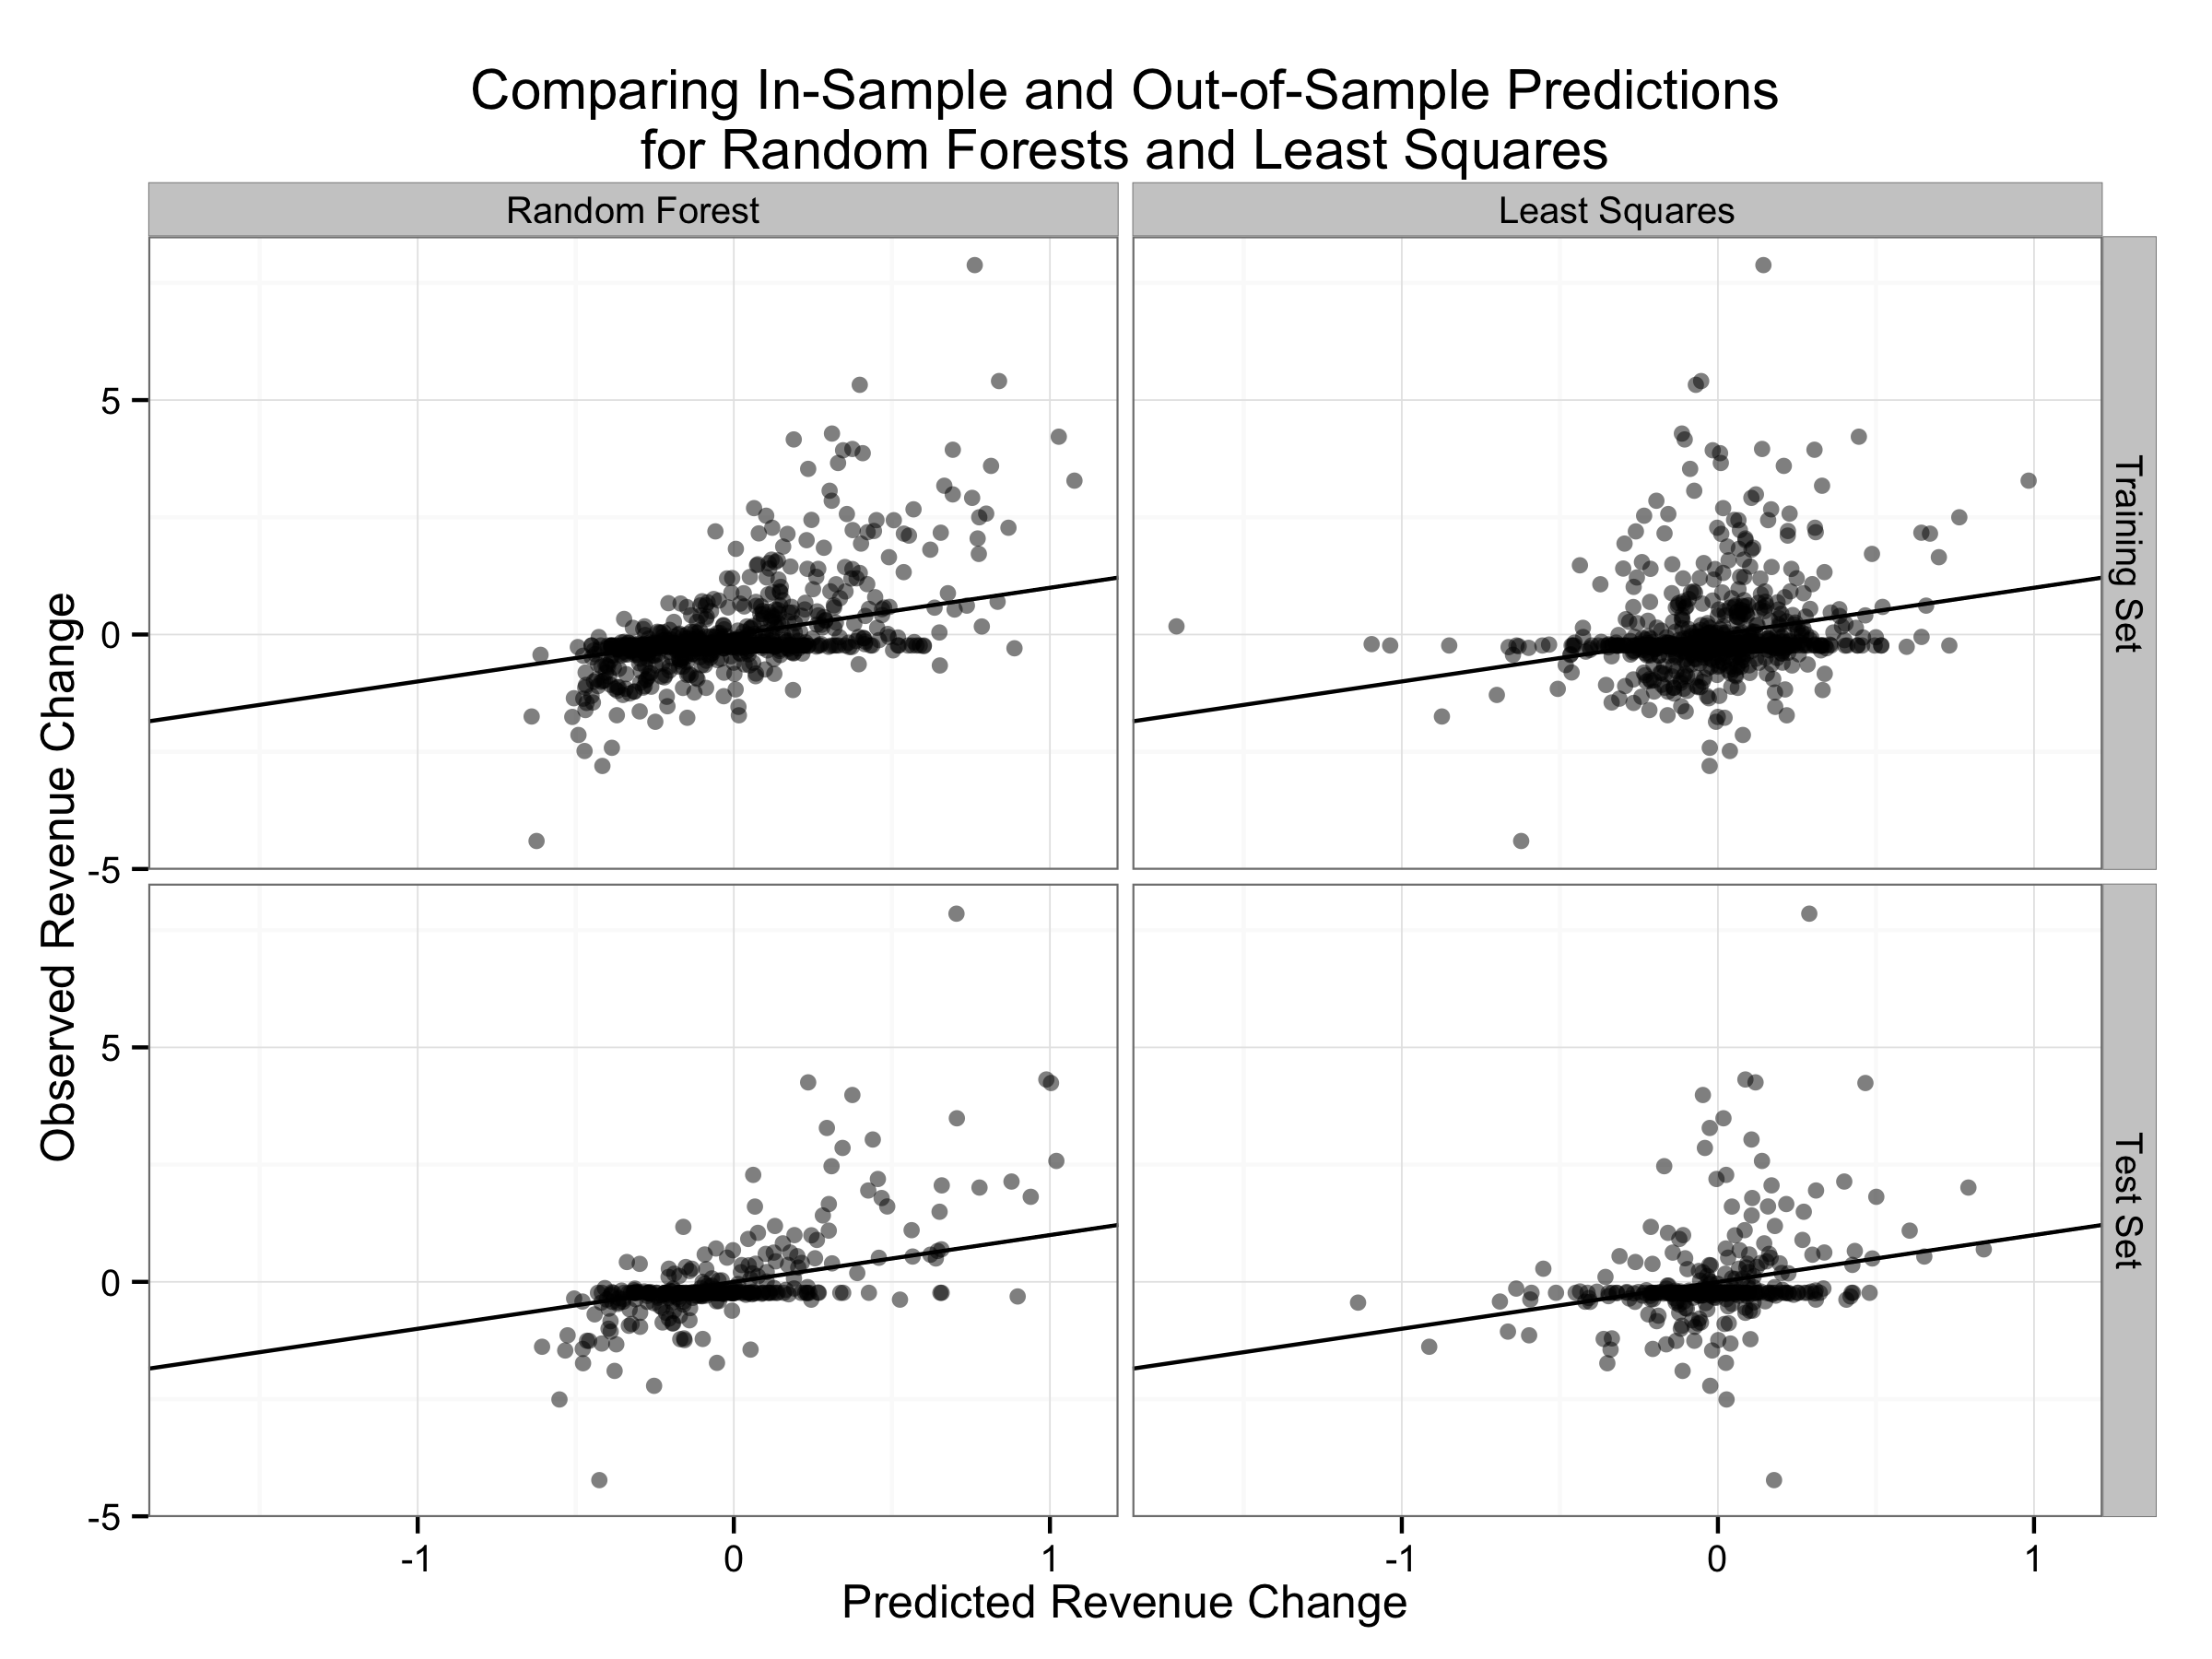 Comparing In-Sample and Out-of-Sample Predictions
for Random Forests and Least Squares
Random Forest
Least Squares
Observed Revenue Change
5
0
-5
Training Set
5
0
-5
Test Set
-1
0
1
-1
0
1
Predicted Revenue Change